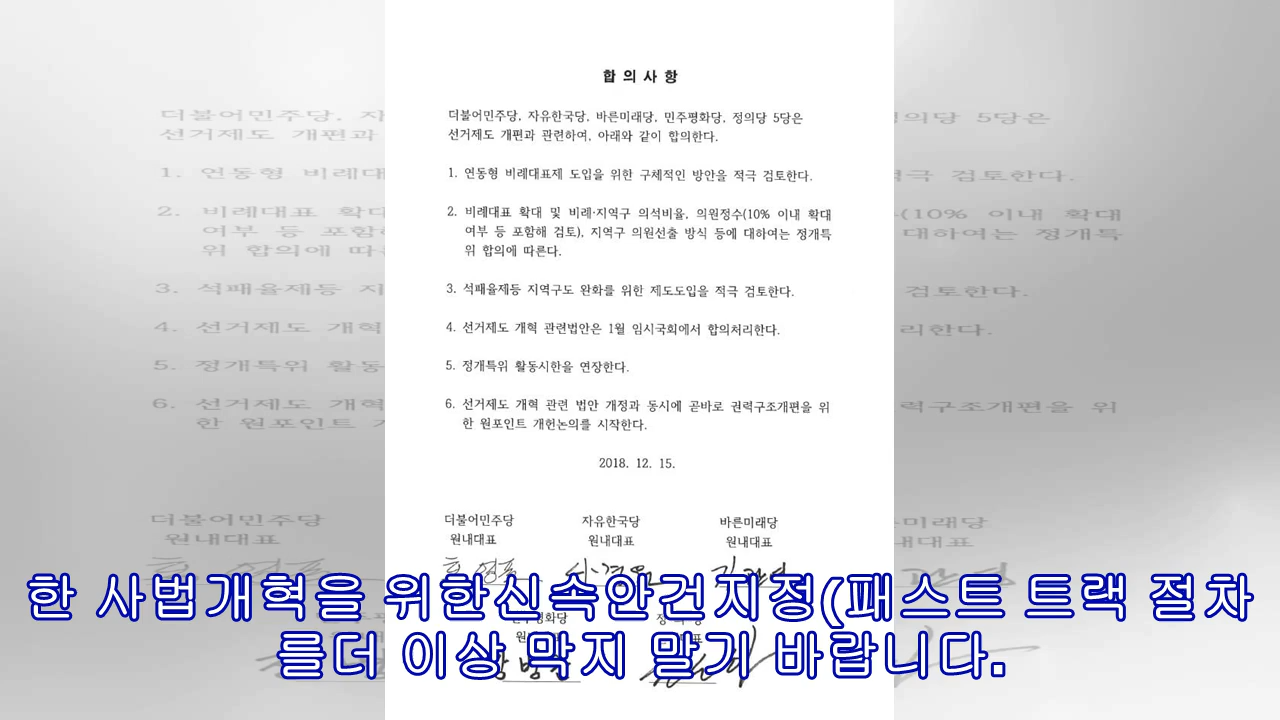 합 의 사 항
더불어민주당, 자유한국당, 바른미래당, 민주평화당, 정의당 5당은
선거제도 개편과 관련하여, 아래와 같이 합의한다.
1. 연동형 비례대표제 도입을 위한 구체적인 방안을 적극 검토한다.
2. 비례대표 확대 및 비례·지역구 의석비율, 의원정수(10% 이내 확대
여부 등 포함해 검토), 지역구 의원선출 방식 등에 대하여는 정개특
위 합의에 따른다.
3. 석패율제등 지역구도 완화를 위한 제도도입을 적극 검토한다.
4. 선거제도 개혁 관련법안은 1월 임시국회에서 합의처리한다.
5. 정개특위 활동시한을 연장한다.
6. 선거제도 개혁 관련 법안 개정과 동시에 곧바로 권력구조개편을 위
한 원포인트 개헌논의를 시작한다.
2018. 12. 15.
더불어민주당 자유한국당 바른미래당
원내대표 원내대표 원내대표
한 사법개혁을 위한신속안건지정(패스트 트랙 절차
를더 이상 막지 말기 바랍니다.